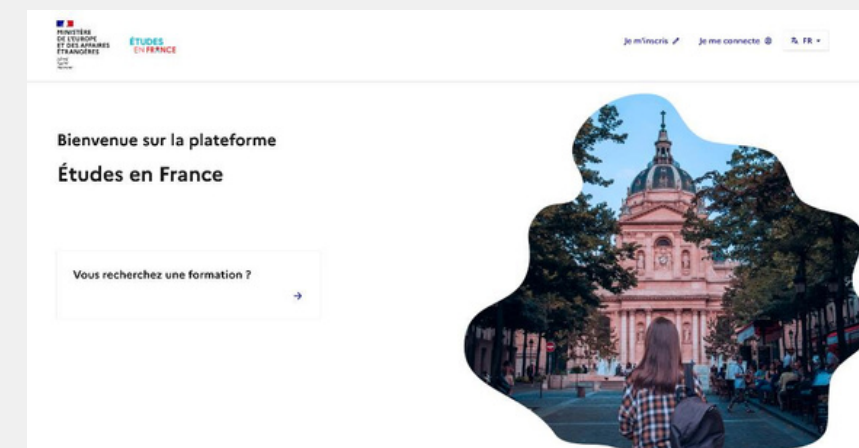 MINISTÈRE
DE L'EUROPE
ET DES AFFAIRES
ÉTRANGÈRES
ÉTUDES
EN FRANCE
Je m'inscris
Je me connecte
FR
Bienvenue sur la plateforme
Études en France
Vous recherchez une formation ?